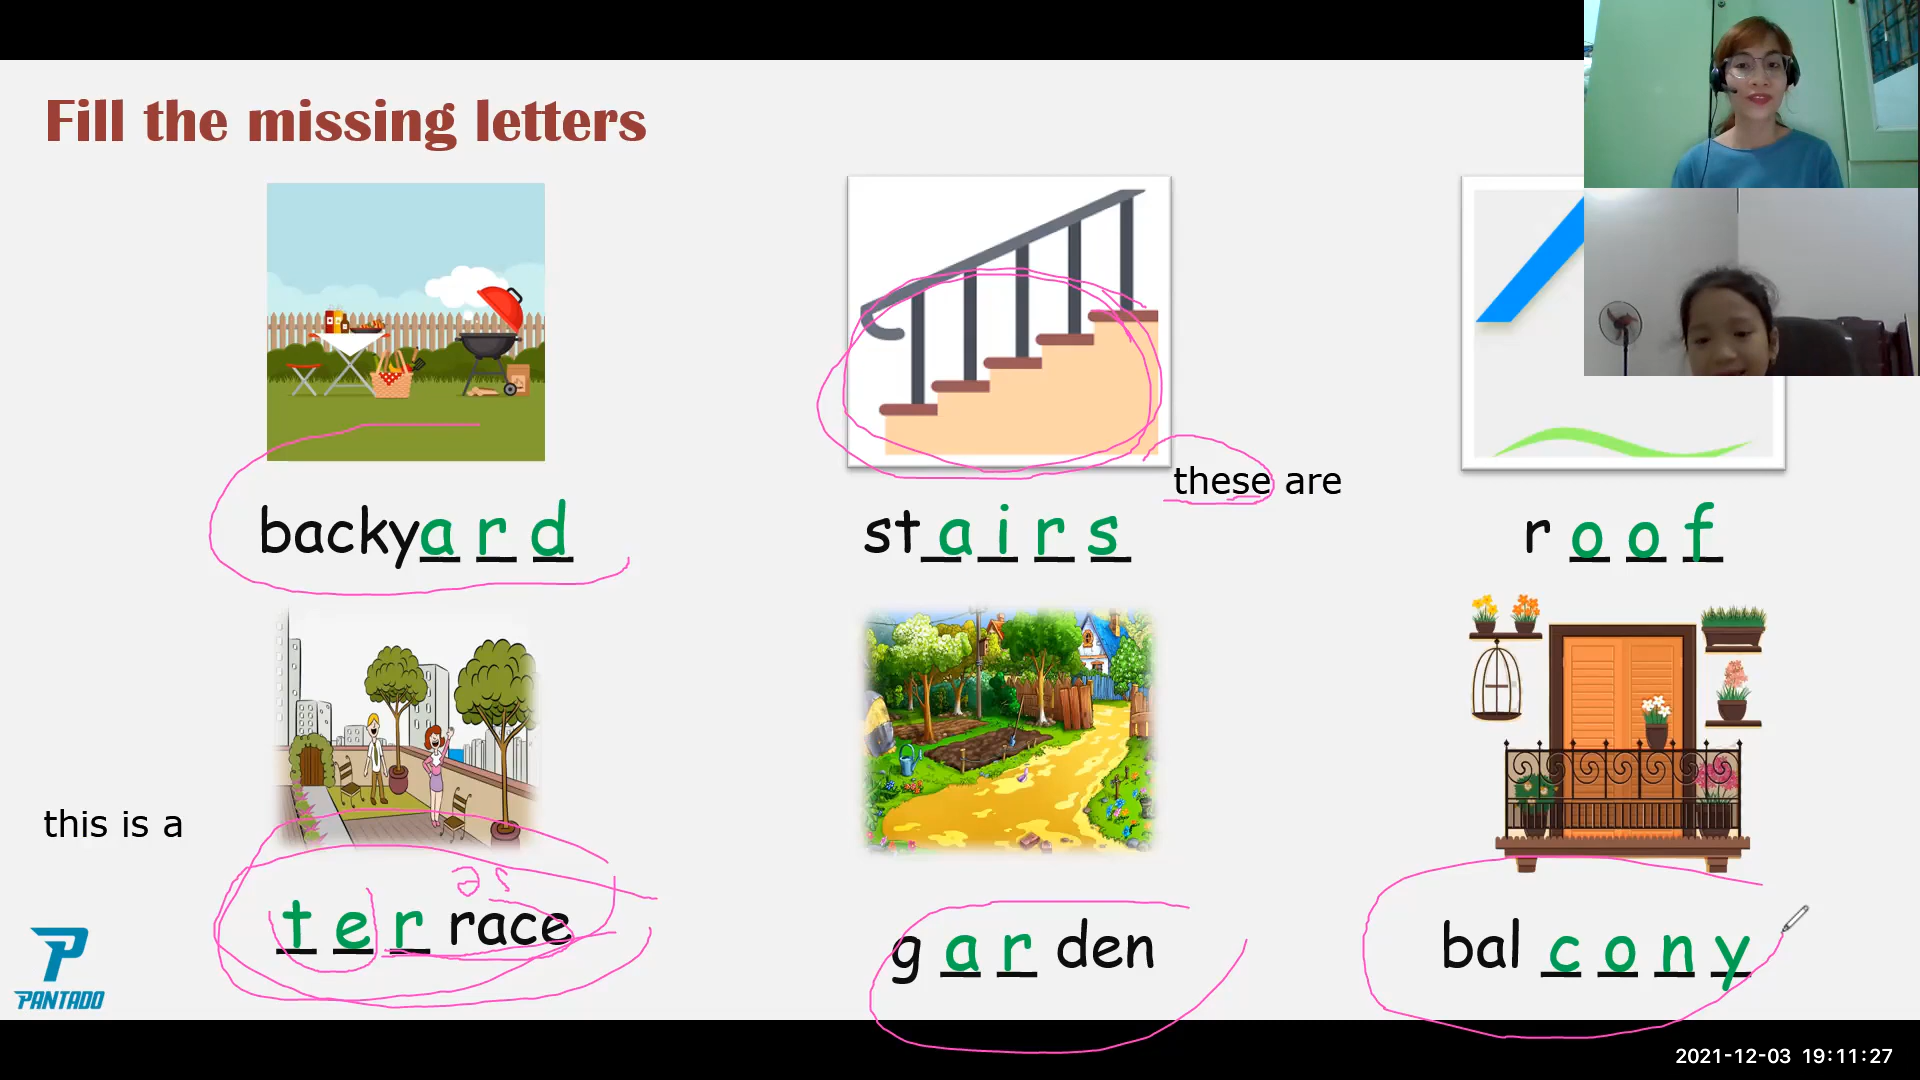 Fill the missing letters
these are
backyard
stairs
roof
this is a
əʳ
terrace
garden
balcony
PANTADO
2021-12-03 19:11:27